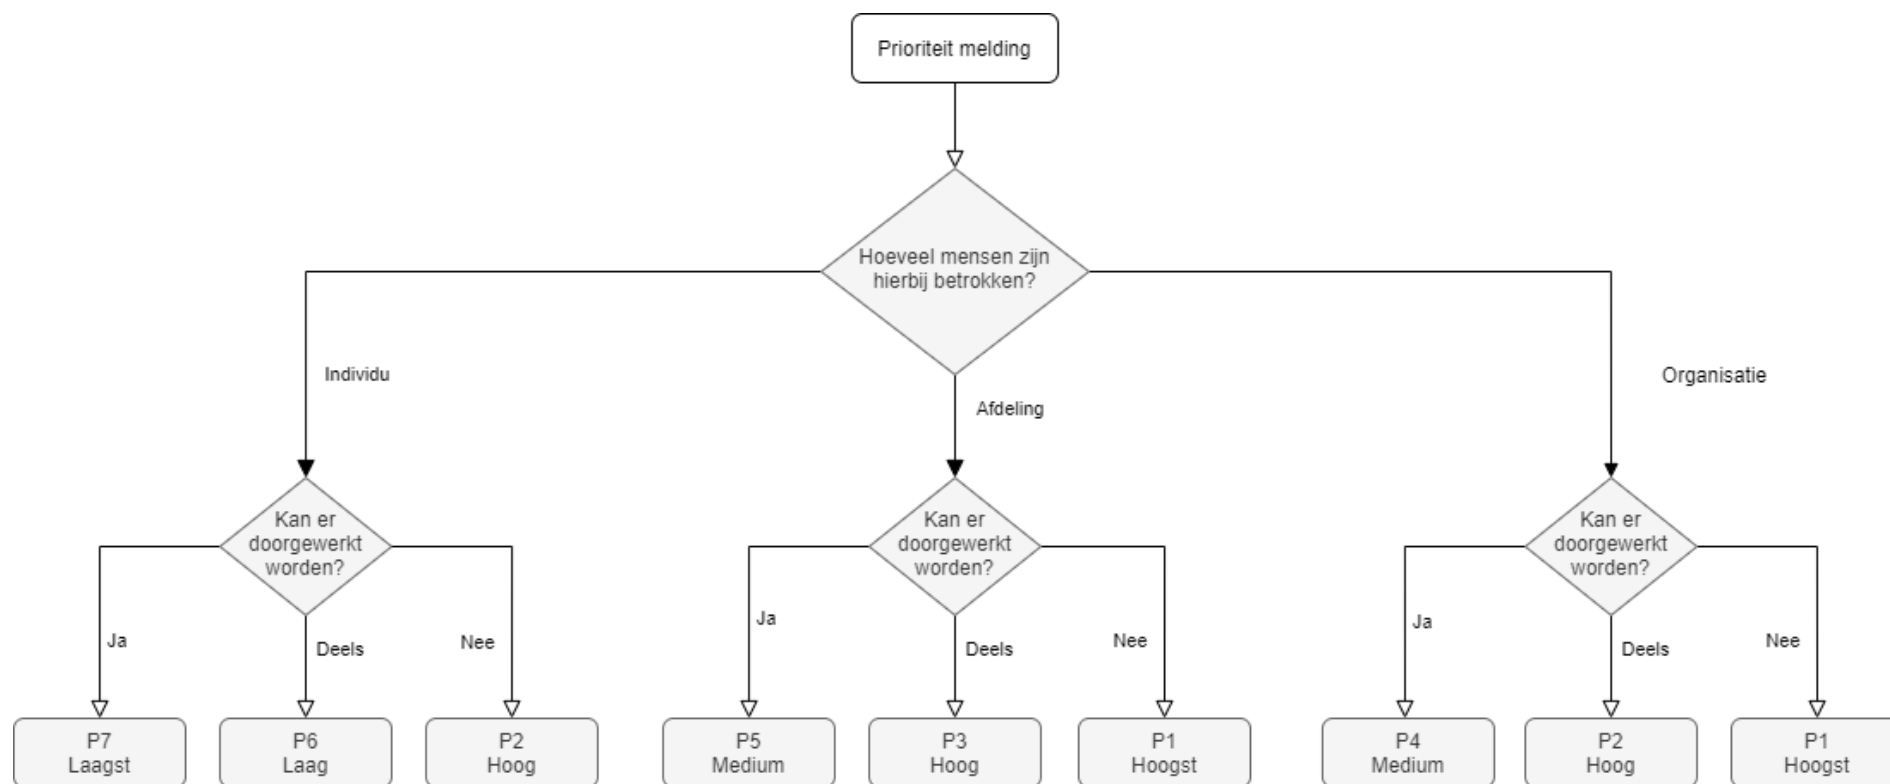 Prioriteit melding
Hoeveel mensen zijn
hierbij betrokken?
Individu
Afdeling
Organisatie
Kan er
doorgewerkt
worden?
Ja
Deels
Nee
P7
Laagst
P6
Laag
P2
Hoog
Kan er
doorgewerkt
worden?
Ja
Deels
Nee
P5
Medium
P3
Hoog
P1
Hoogst
Kan er
doorgewerkt
worden?
Ja
Deels
Nee
P4
Medium
P2
Hoog
P1
Hoogst